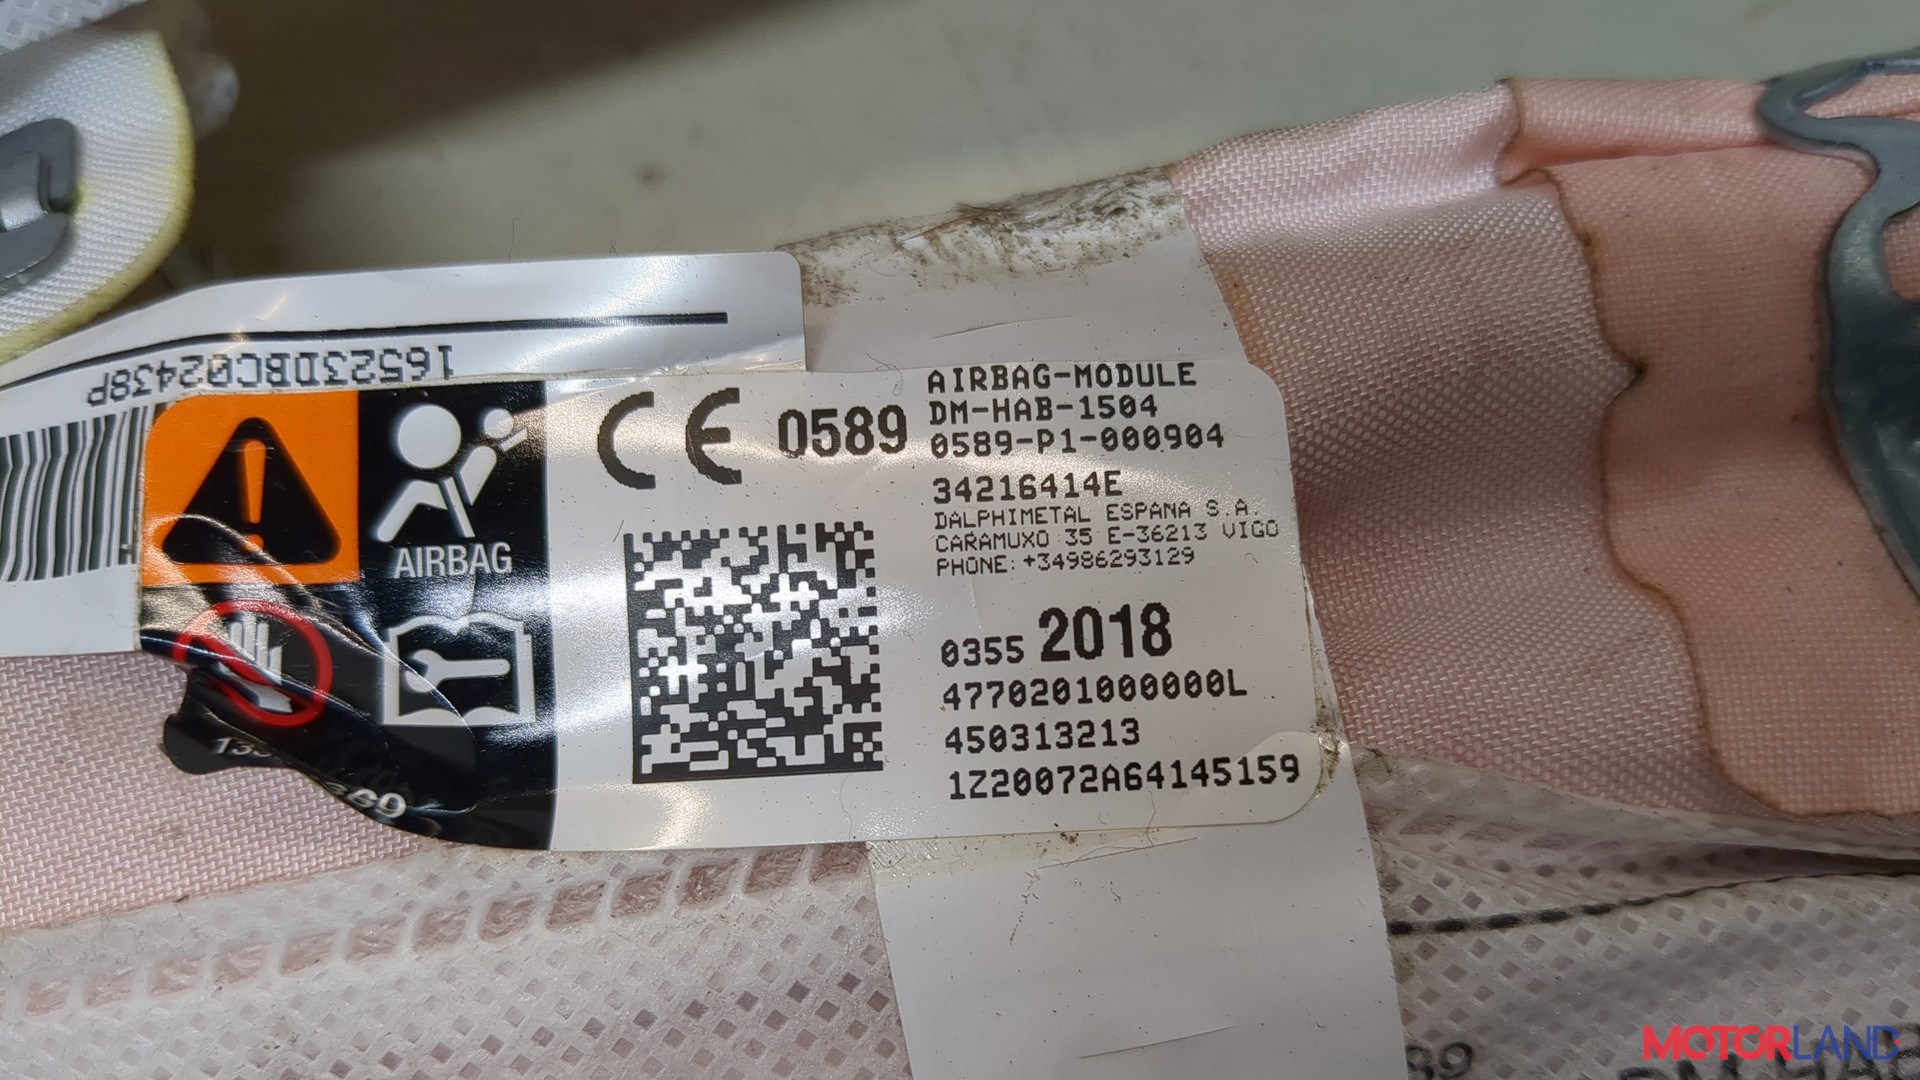 16523DBC02438P
AIRBAG
CE 0589
AIRBAG-MODULE
DM-HAB-1504
0589-P1-000904
34216414E
DALPHIMETAL ESPANA S.A.
CARAMUXO 35 E-36213 VIGO
PHONE: +34986293129
0355 2018
4770201000000L
450313213
1Z20072A64145159
MOTORLAND